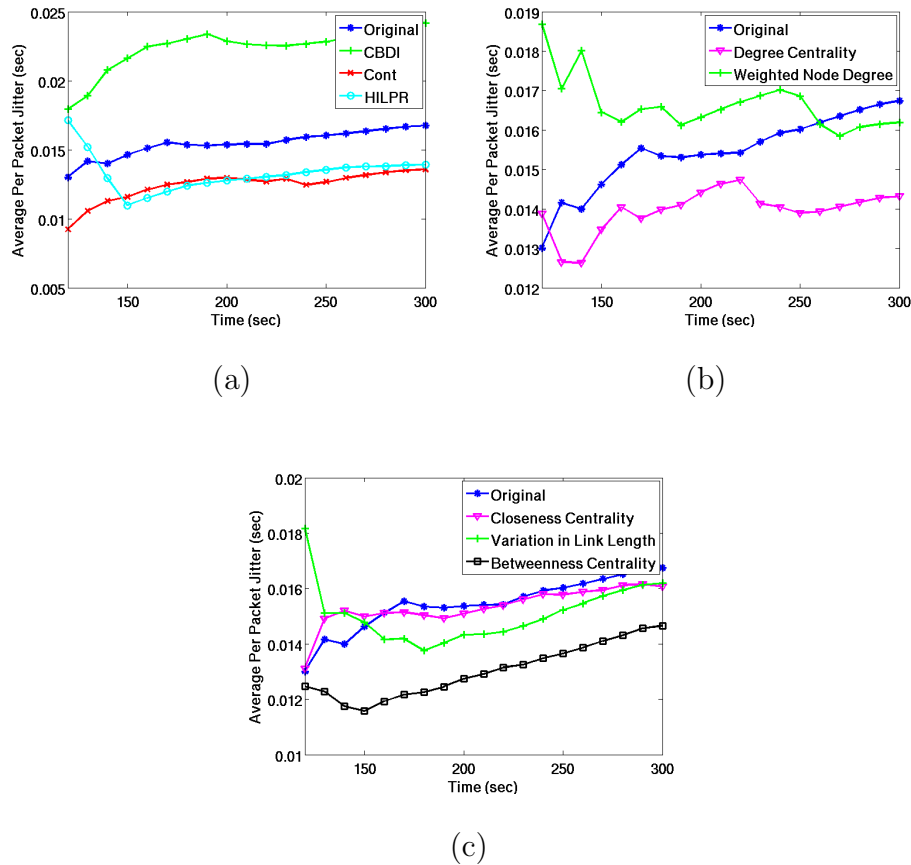 0.025
0.02
0.015
0.01
0.005
150
200
250
300
Average Per Packet Jitter (sec)
Time (sec)
Original
CBDI
Cont
HILPR
(a)
0.019
0.018
0.017
0.016
0.015
0.014
0.013
0.012
150
200
250
300
Average Per Packet Jitter (sec)
Time (sec)
Original
Degree Centrality
Weighted Node Degree
(b)
0.02
0.018
0.016
0.014
0.012
0.01
150
200
250
300
Average Per Packet Jitter (sec)
Time (sec)
Original
Closeness Centrality
Variation in Link Length
Betweenness Centrality
(c)